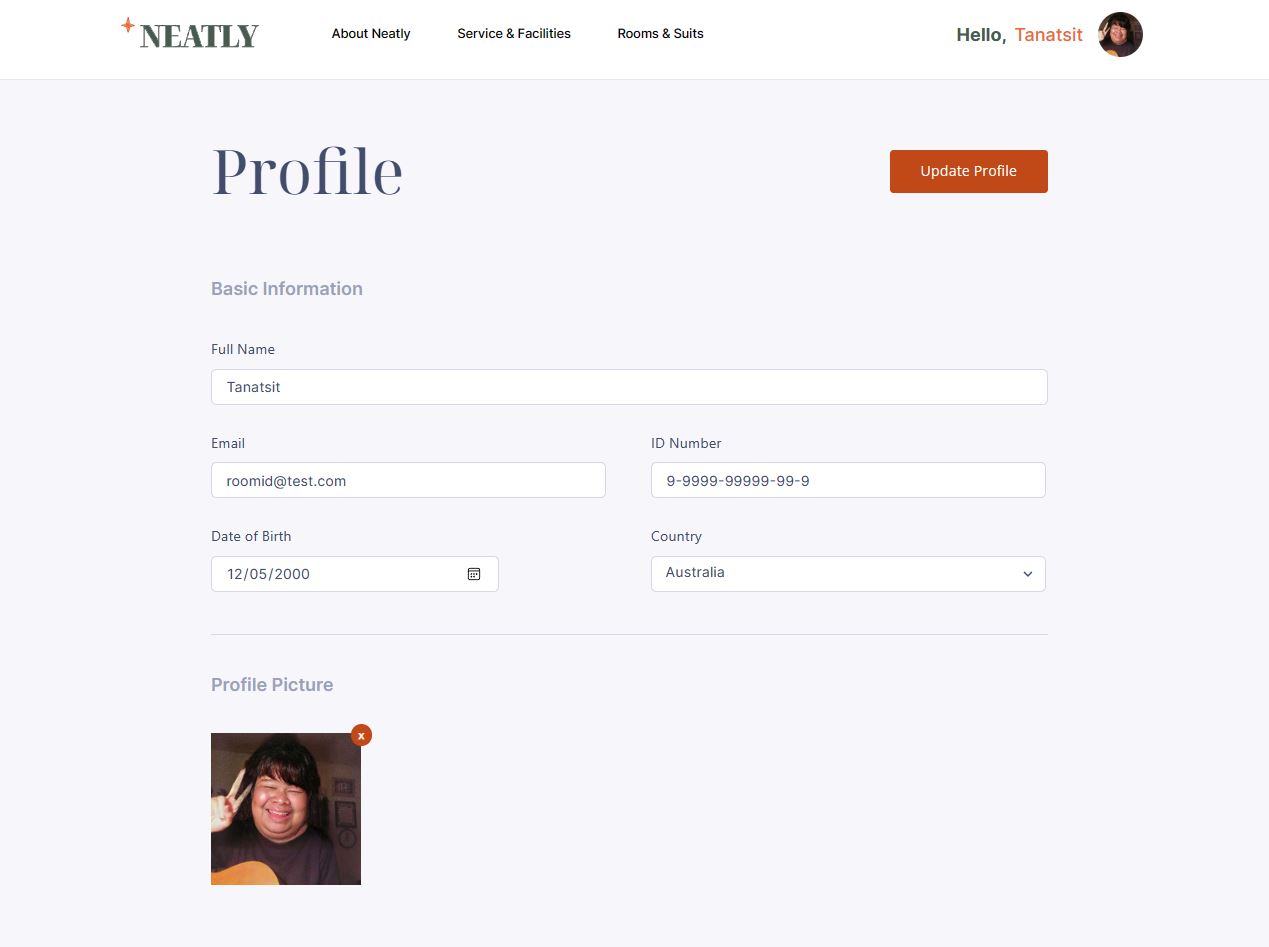 NEATLY
About Neatly
Service & Facilities
Rooms & Suits
Hello, Tanatsit
Profile
Update Profile
Basic Information
Full Name
Tanatsit
Email
ID Number
roomid@test.com
9-9999-99999-99-9
Date of Birth
Country
12/05/2000
Australia
Profile Picture
x